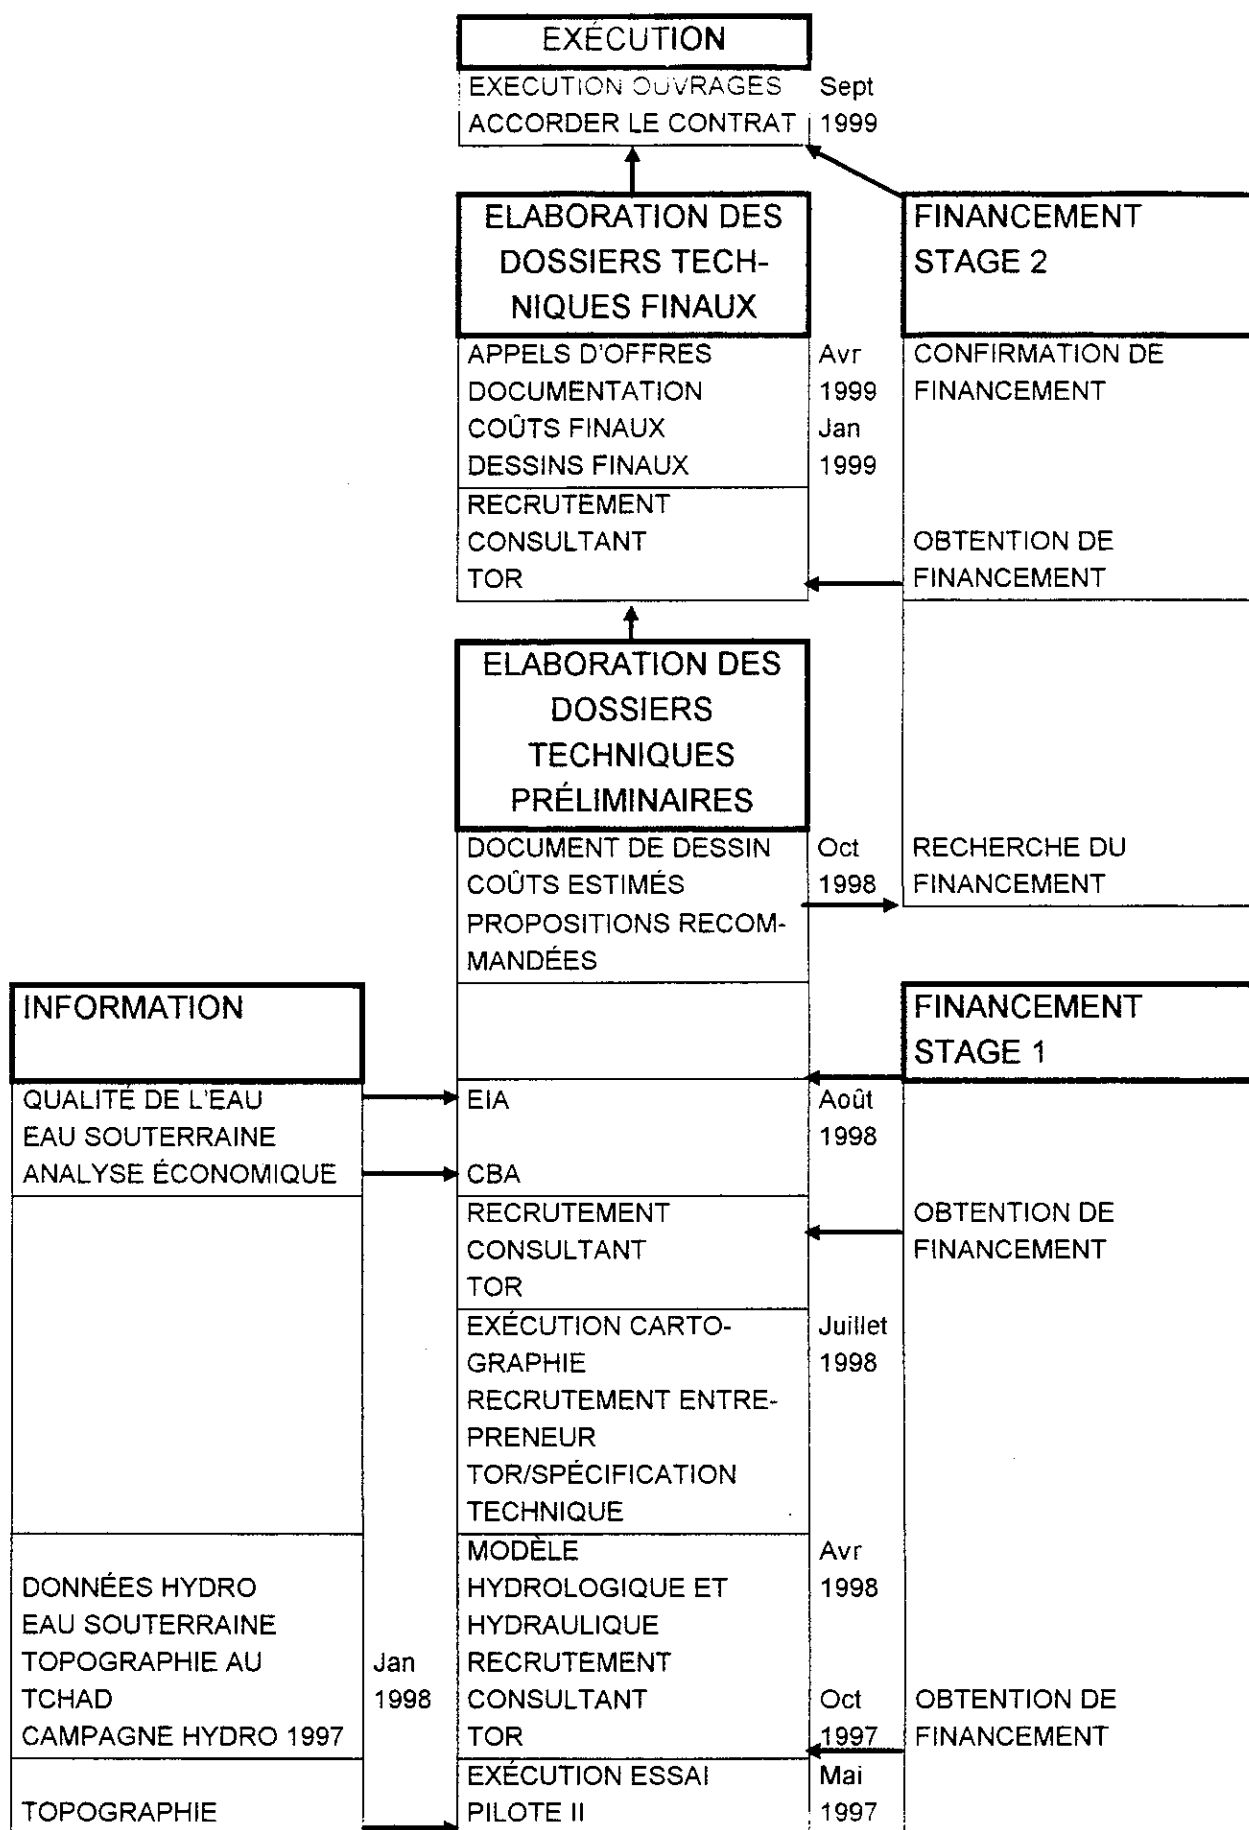 EXÉCUTION
EXECUTION OUVRAGES
ACCORDER LE CONTRAT
Sept
1999
ELABORATION DES
DOSSIERS TECH-
NIQUES FINAUX
FINANCEMENT
STAGE 2
APPELS D'OFFRES
DOCUMENTATION
COÛTS FINAUX
DESSINS FINAUX
Avr
1999
Jan
1999
CONFIRMATION DE
FINANCEMENT
RECRUTEMENT
CONSULTANT
TOR
OBTENTION DE
FINANCEMENT
ELABORATION DES
DOSSIERS
TECHNIQUES
PRÉLIMINAIRES
DOCUMENT DE DESSIN
COÛTS ESTIMÉS
PROPOSITIONS RECOM-
MANDÉES
Oct
1998
RECHERCHE DU
FINANCEMENT
INFORMATION
FINANCEMENT
STAGE 1
QUALITÉ DE L'EAU
EAU SOUTERRAINE
ANALYSE ÉCONOMIQUE
EIA
CBA
Août
1998
RECRUTEMENT
CONSULTANT
TOR
OBTENTION DE
FINANCEMENT
EXÉCUTION CARTO-
GRAPHIE
RECRUTEMENT ENTRE-
PRENEUR
TOR/SPÉCIFICATION
TECHNIQUE
Juillet
1998
DONNÉES HYDRO
EAU SOUTERRAINE
TOPOGRAPHIE AU
TCHAD
CAMPAGNE HYDRO 1997
Jan
1998
MODÈLE
HYDROLOGIQUE ET
HYDRAULIQUE
RECRUTEMENT
CONSULTANT
TOR
Avr
1998
Oct
1997
OBTENTION DE
FINANCEMENT
TOPOGRAPHIE
EXÉCUTION ESSAI
PILOTE II
Mai
1997